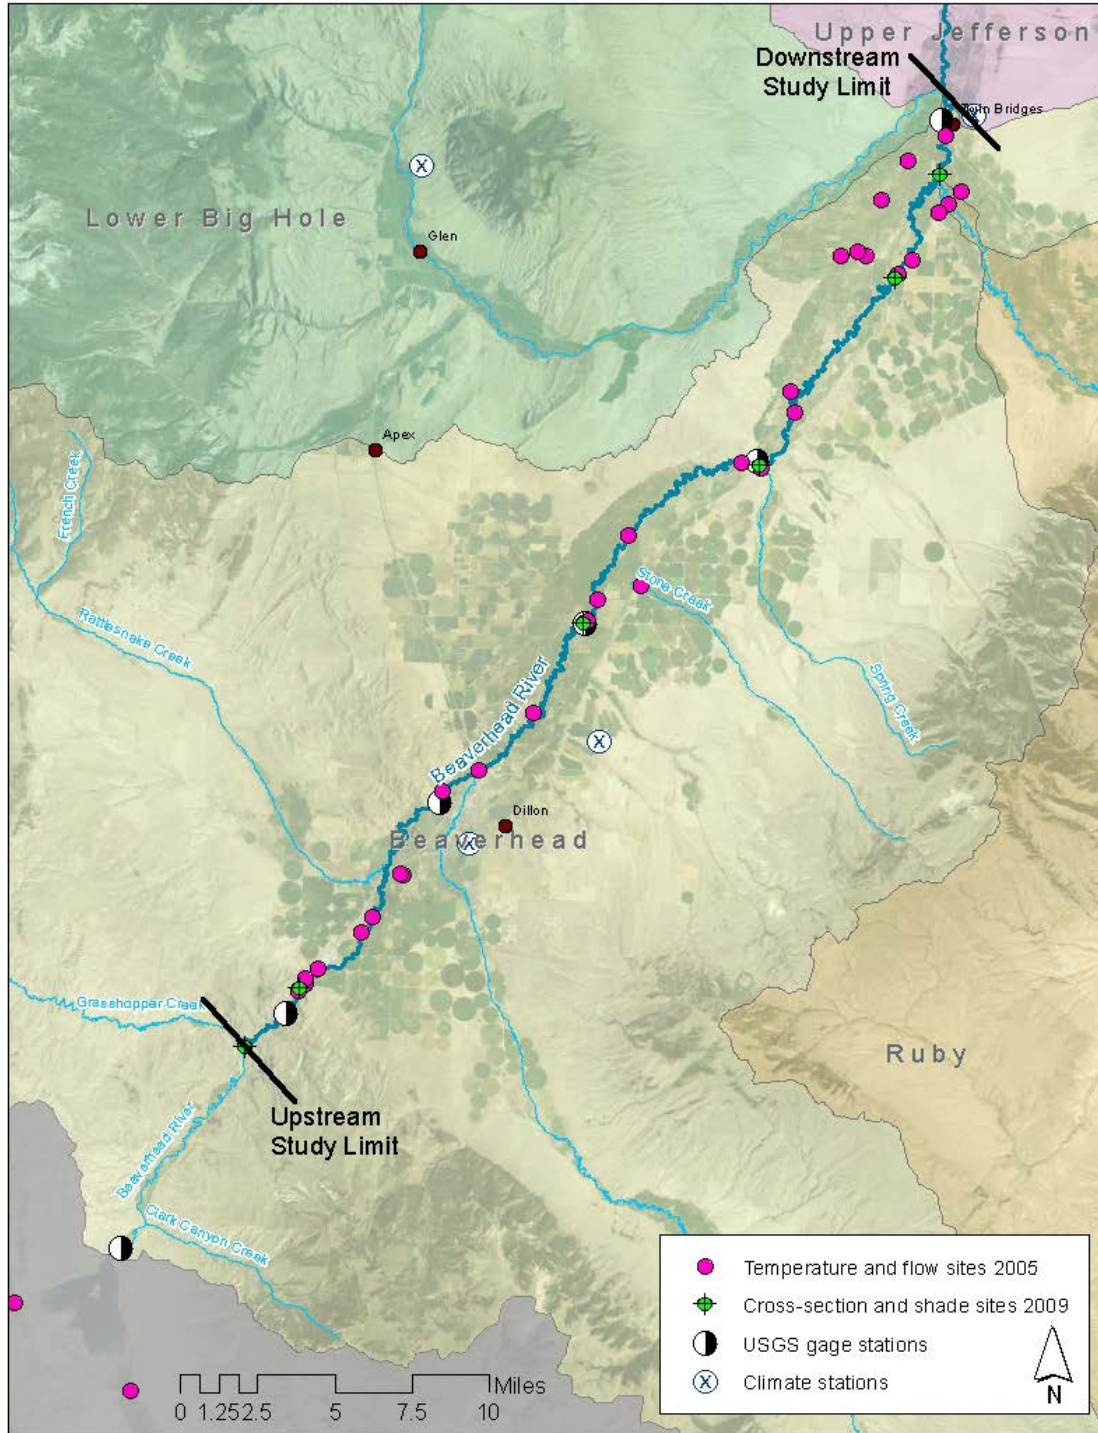 Upper Jefferson
Downstream
Study Limit
Twin Bridges
Lower Big Hole
Glen
Apex
French Creek
Rattlesnake Creek
Stone Creek
Spring Creek
Beaverhead River
Dillon
Beaverhead
Grasshopper Creek
Ruby
Upstream
Study Limit
Beaverhead River
Clark Canyon Creek
Temperature and flow sites 2005
Cross-section and shade sites 2009
USGS gage stations
Climate stations
N
Miles
0 1.25 2.5 5 7.5 10